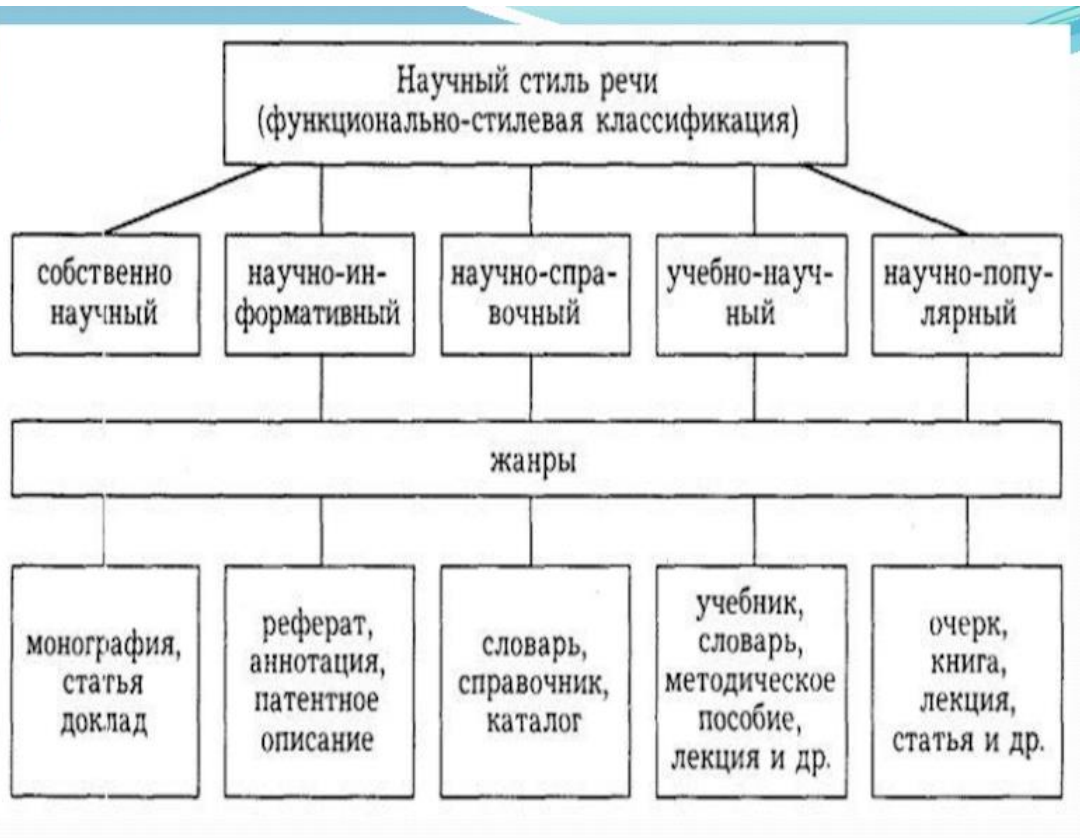 Научный стиль речи
(функционально-стилевая классификация)
собственно
научный
научно-ин-
формативный
научно-спра-
вочный
учебно-науч-
ный
научно-попу-
лярный
жанры
монография,
статья
доклад
реферат,
аннотация,
патентное
описание
словарь,
справочник,
каталог
учебник,
словарь,
методическое
пособие,
лекция и др.
очерк,
книга,
лекция,
статья и др.